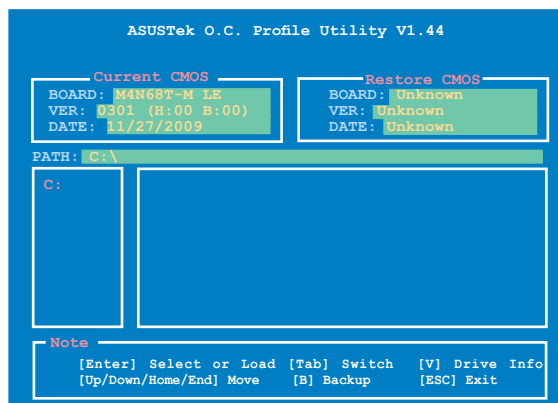 ASUSTek O.C. Profile Utility V1.44
Current CMOS
BOARD: M4N68T-M LE
VER: 0301 (H:00 B:00)
DATE: 11/27/2009
Restore CMOS
BOARD: Unknown
VER: Unknown
DATE: Unknown
PATH: C:\
C:
Note
[Enter] Select or Load [Tab] Switch [V] Drive Info
[Up/Down/Home/End] Move [B] Backup [ESC] Exit